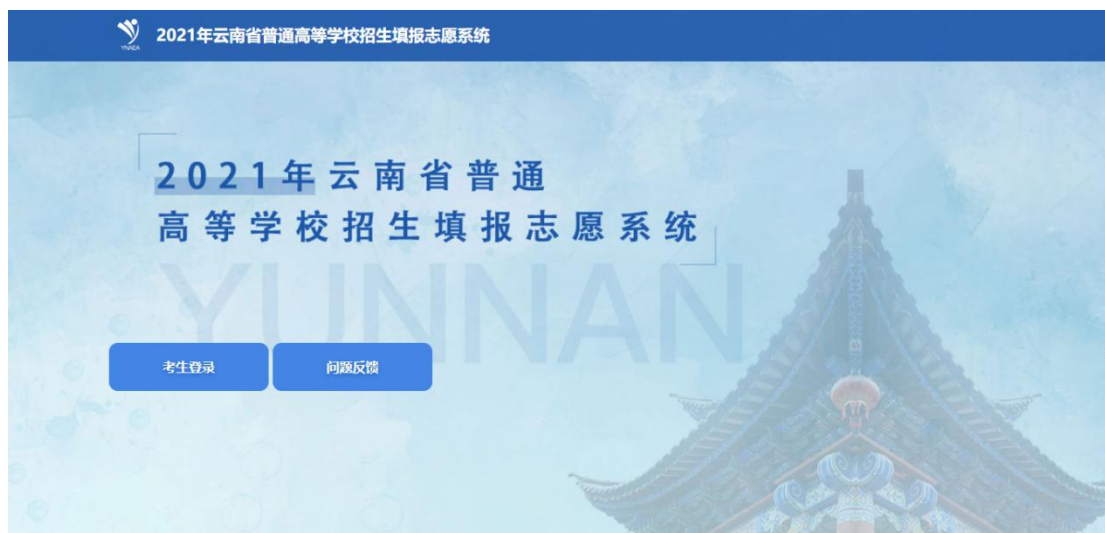 YNAEA
2021年云南省普通高等学校招生填报志愿系统
2021年云南省普通
高等学校招生填报志愿系统
YUNNAN
考生登录
问题反馈